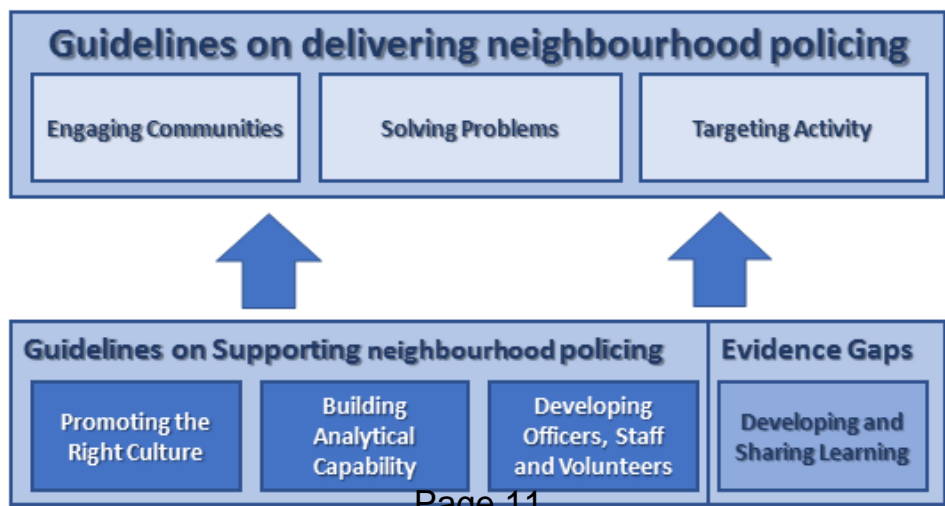 Guidelines on delivering neighbourhood policing
Engaging Communities
Solving Problems
Targeting Activity
Guidelines on Supporting neighbourhood policing
Evidence Gaps
Promoting the
Right Culture
Building
Analytical
Capability
Developing
Officers, Staff
and Volunteers
Developing and
Sharing Learning
Page 11